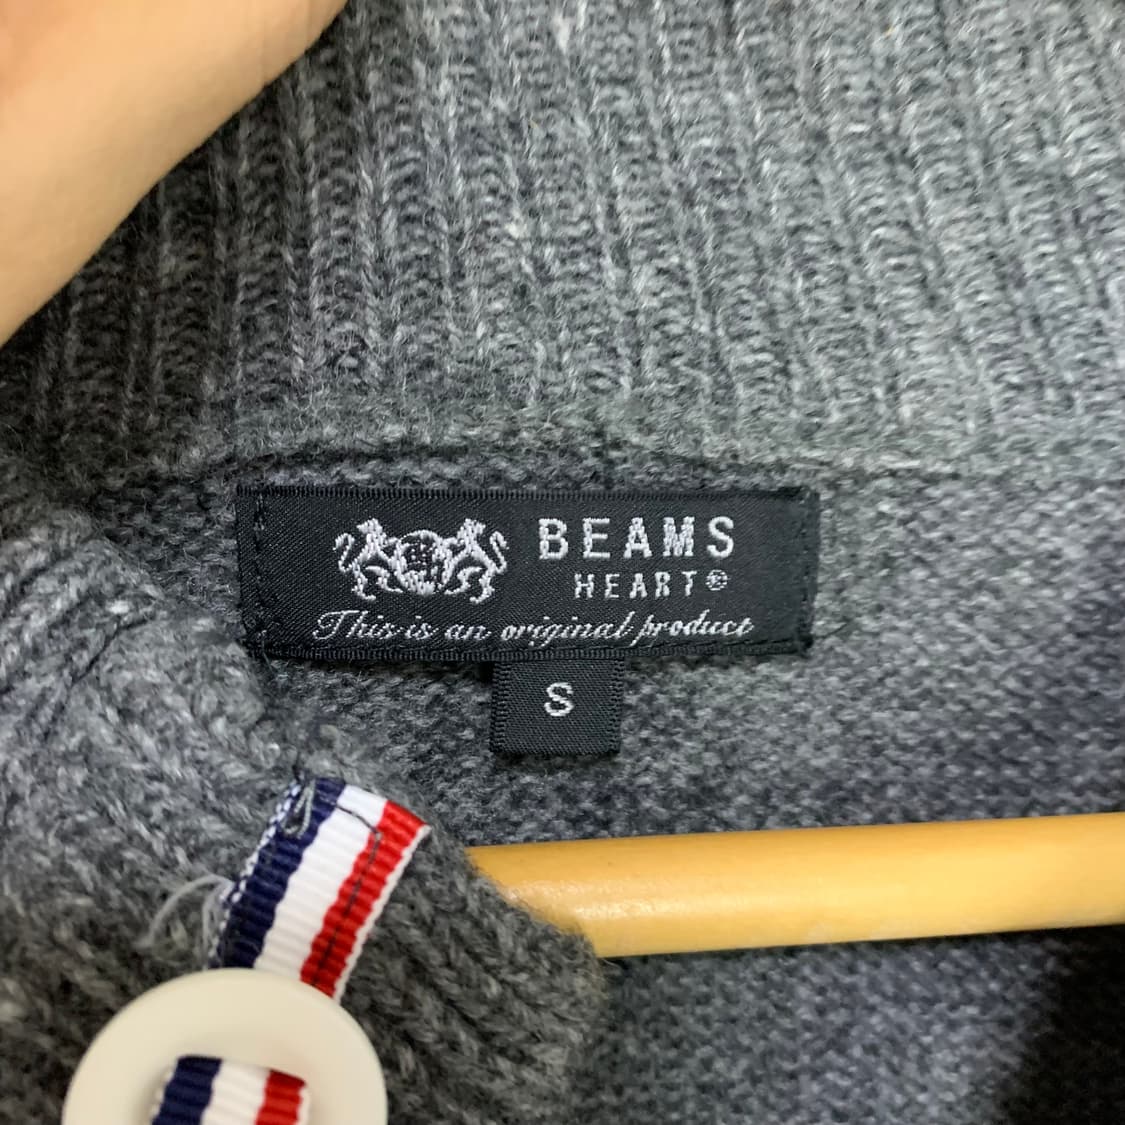 BEAMS
HEART®
This is an original product
S